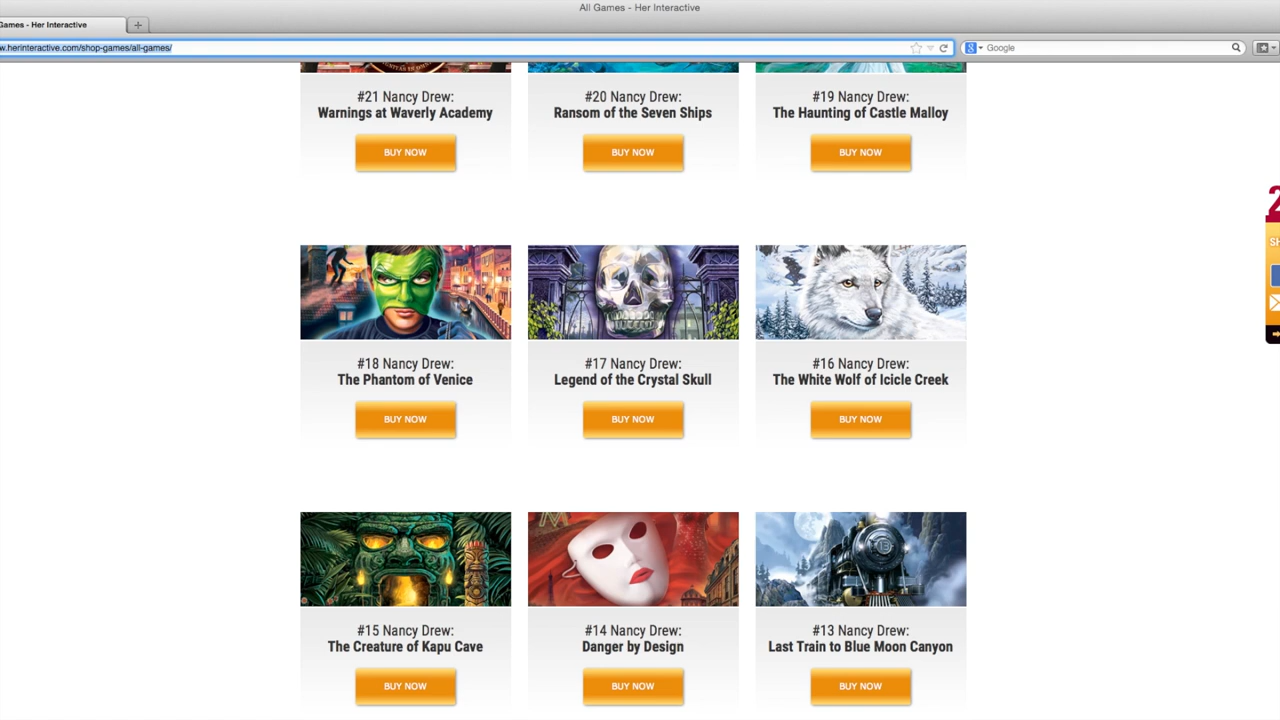 All Games - Her Interactive
Games - Her Interactive
w.herinteractive.com/shop-games/all-games/
Google
#21 Nancy Drew:
Warnings at Waverly Academy
BUY NOW
#20 Nancy Drew:
Ransom of the Seven Ships
BUY NOW
#19 Nancy Drew:
The Haunting of Castle Malloy
BUY NOW
2
SH
#18 Nancy Drew:
The Phantom of Venice
BUY NOW
#17 Nancy Drew:
Legend of the Crystal Skull
BUY NOW
#16 Nancy Drew:
The White Wolf of Icicle Creek
BUY NOW
#15 Nancy Drew:
The Creature of Kapu Cave
BUY NOW
#14 Nancy Drew:
Danger by Design
BUY NOW
#13 Nancy Drew:
Last Train to Blue Moon Canyon
BUY NOW